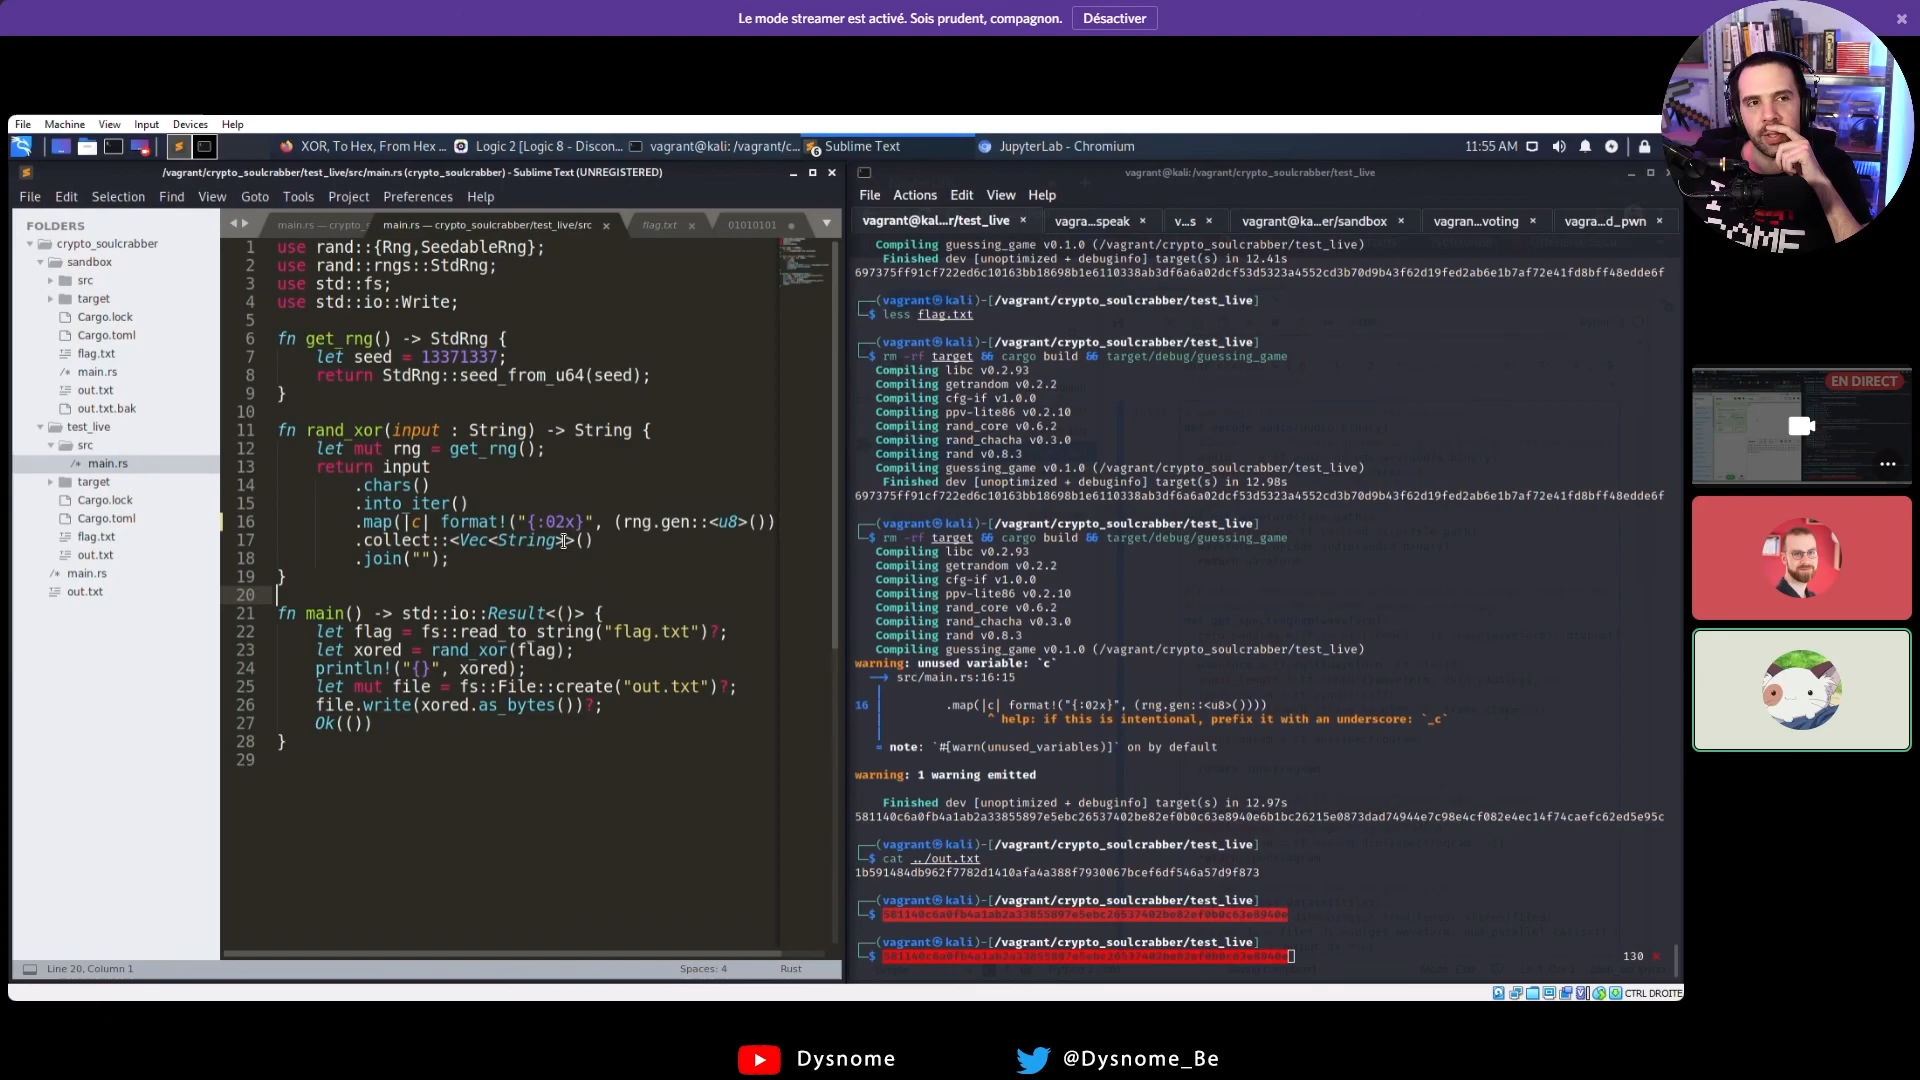 Le mode streamer est activé. Sois prudent, compagnon.
Désactiver
File Machine View Input Devices Help
XOR, To Hex, From Hex ...
Logic 2 [Logic 8 - Discon...
vagrant@kali: /vagrant/c...
Sublime Text
JupyterLab - Chromium
11:55 AM
/vagrant/crypto_soulcrabber/test_live/src/main.rs (crypto_soulcrabber) - Sublime Text (UNREGISTERED)
File Edit Selection Find View Goto Tools Project Preferences Help
FOLDERS
crypto_soulcrabber
sandbox
src
target
Cargo.lock
Cargo.toml
flag.txt
main.rs
out.txt
out.txt.bak
test_live
src
main.rs
target
Cargo.lock
Cargo.toml
flag.txt
out.txt
main.rs
out.txt
main.rs — crypto_s
main.rs — crypto_soulcrabber/test_live/src
flag.txt
01010101
1 use rand::{Rng,SeedableRng};
2 use rand::rngs::StdRng;
3 use std::fs;
4 use std::io::Write;
5
6 fn get_rng() -> StdRng {
7 let seed = 13371337;
8 return StdRng::seed_from_u64(seed);
9 }
10
11 fn rand_xor(input : String) -> String {
12 let mut rng = get_rng();
13 return input
14 .chars()
15 .into_iter()
16 .map(|c| format!("{:02x}", (rng.gen::<u8>())
17 .collect::<Vec<String>>()
18 .join("");
19 }
20
21 fn main() -> std::io::Result<()> {
22 let flag = fs::read_to_string("flag.txt")?;
23 let xored = rand_xor(flag);
24 println!("{}", xored);
25 let mut file = fs::File::create("out.txt")?;
26 file.write(xored.as_bytes())?;
27 Ok(())
28 }
29
Line 20, Column 1
Spaces: 4
Rust
vagrant@kali:/vagrant/crypto_soulcrabber/test_live
File Actions Edit View Help
vagrant@kal...r/test_live
vagra...speak
v...s
vagrant@ka...er/sandbox
vagran...voting
vagra...d_pwn
Compiling guessing_game v0.1.0 (/vagrant/crypto_soulcrabber/test_live)
Finished dev [unoptimized + debuginfo] target(s) in 12.41s
697375ff91cf722ed6c10163bb18698b1e6110338ab3df6a6a02dcf53d5323a4552cd3b70d9b43f62d19fed2ab6e1b7af72e41fd8bff48edde6f
(vagrant㉿kali)-[/vagrant/crypto_soulcrabber/test_live]
$ less flag.txt
(vagrant㉿kali)-[/vagrant/crypto_soulcrabber/test_live]
$ rm -rf target && cargo build && target/debug/guessing_game
Compiling libc v0.2.93
Compiling getrandom v0.2.2
Compiling cfg-if v1.0.0
Compiling ppv-lite86 v0.2.10
Compiling rand_core v0.6.2
Compiling rand_chacha v0.3.0
Compiling rand v0.8.3
Compiling guessing_game v0.1.0 (/vagrant/crypto_soulcrabber/test_live)
Finished dev [unoptimized + debuginfo] target(s) in 12.98s
697375ff91cf722ed6c10163bb18698b1e6110338ab3df6a6a02dcf53d5323a4552cd3b70d9b43f62d19fed2ab6e1b7af72e41fd8bff48edde6f
(vagrant㉿kali)-[/vagrant/crypto_soulcrabber/test_live]
$ rm -rf target && cargo build && target/debug/guessing_game
Compiling libc v0.2.93
Compiling getrandom v0.2.2
Compiling cfg-if v1.0.0
Compiling ppv-lite86 v0.2.10
Compiling rand_core v0.6.2
Compiling rand_chacha v0.3.0
Compiling rand v0.8.3
Compiling guessing_game v0.1.0 (/vagrant/crypto_soulcrabber/test_live)
warning: unused variable: `c`
--> src/main.rs:16:15
16 | .map(|c| format!("{:02x}", (rng.gen::<u8>())))
^ help: if this is intentional, prefix it with an underscore: `_c`
= note: `#[warn(unused_variables)]` on by default
warning: 1 warning emitted
Finished dev [unoptimized + debuginfo] target(s) in 12.97s
581140c6a0fb4a1ab2a33855897e5ebc26537402be82ef0b0c63e8940e6b1bc26215e0873dad74944e7c98e4cf082e4ec14f74caefc62ed5e95c
(vagrant㉿kali)-[/vagrant/crypto_soulcrabber/test_live]
$ cat ../out.txt
1b591484db962f7782d1410afa4a388f7930067bcef6df546a57d9f873
(vagrant㉿kali)-[/vagrant/crypto_soulcrabber/test_live]
$ 581140c6a0fb4a1ab2a33855897e5ebc26537402be82ef0b0c63e8940e
(vagrant㉿kali)-[/vagrant/crypto_soulcrabber/test_live]
$ 581140c6a0fb4a1ab2a33855897e5ebc26537402be82ef0b0c63e8940e
130
CTRL DROITE
EN DIRECT
Dysnome
@Dysnome_Be